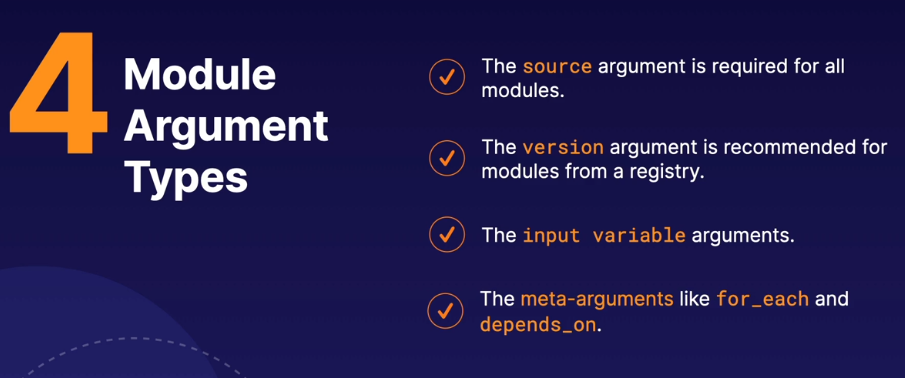 4
Module
Argument
Types
The source argument is required for all
modules.
The version argument is recommended for
modules from a registry.
The input variable arguments.
The meta-arguments like for_each and
depends_on.